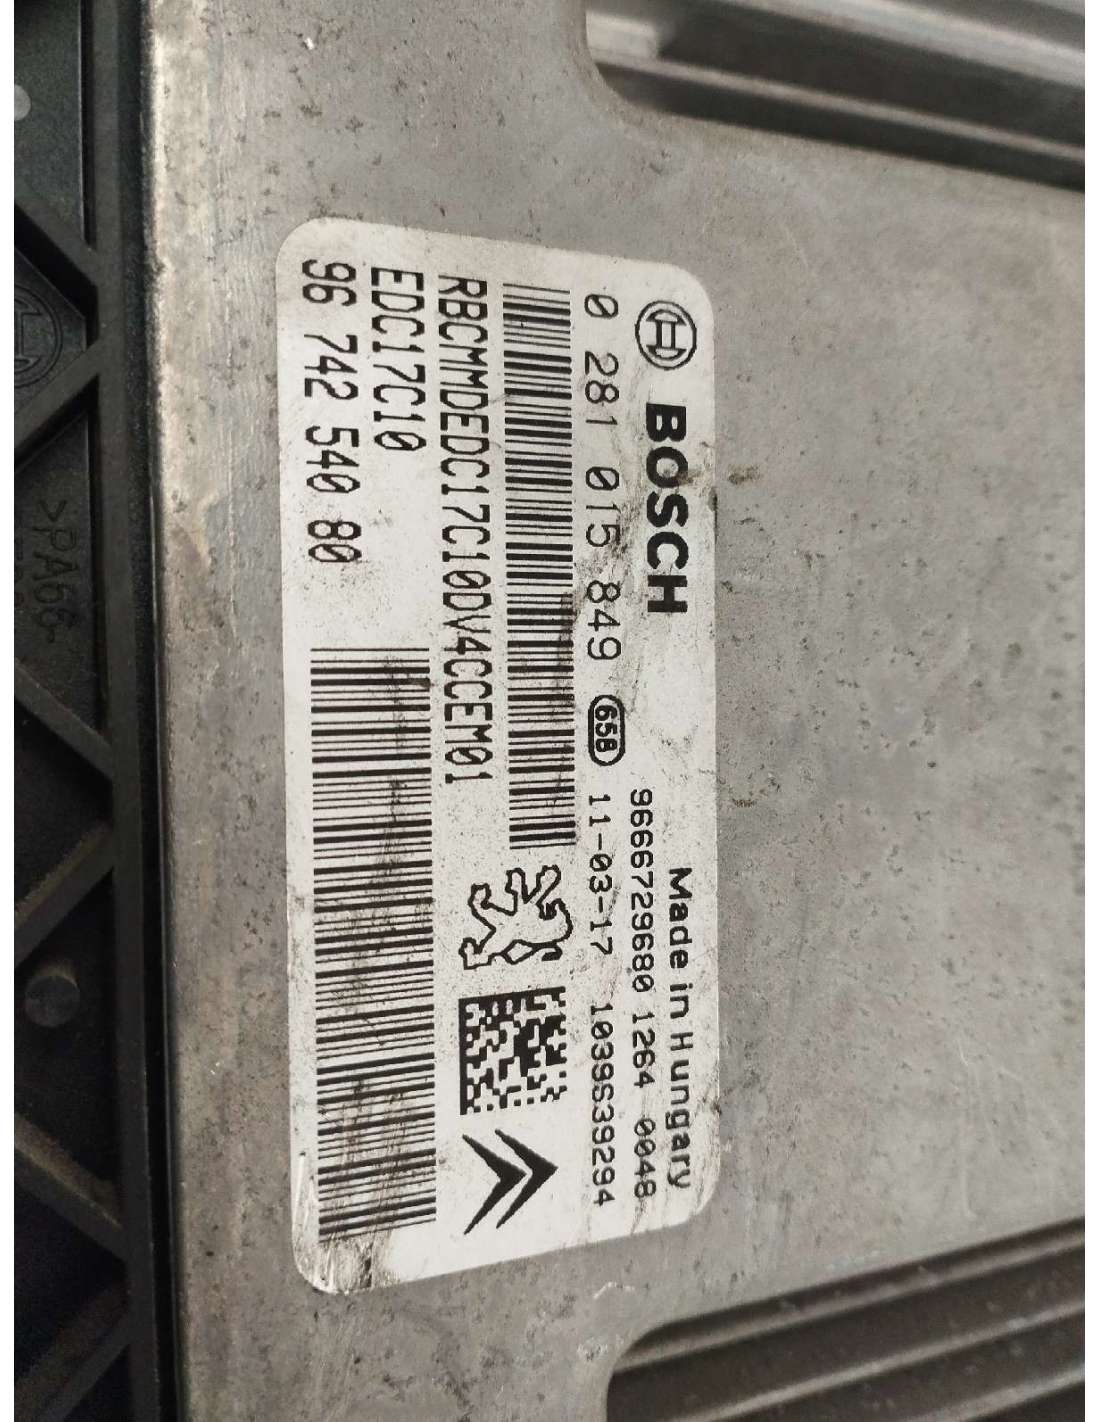 BOSCH
Made in Hungary
9666729680 1264 0048
0 281 015 849 65B 11-03-17 1039S39294
RBCMMDEDC17C10DV4CCEM01
EDC17C10
96 742 540 80
>PA66-